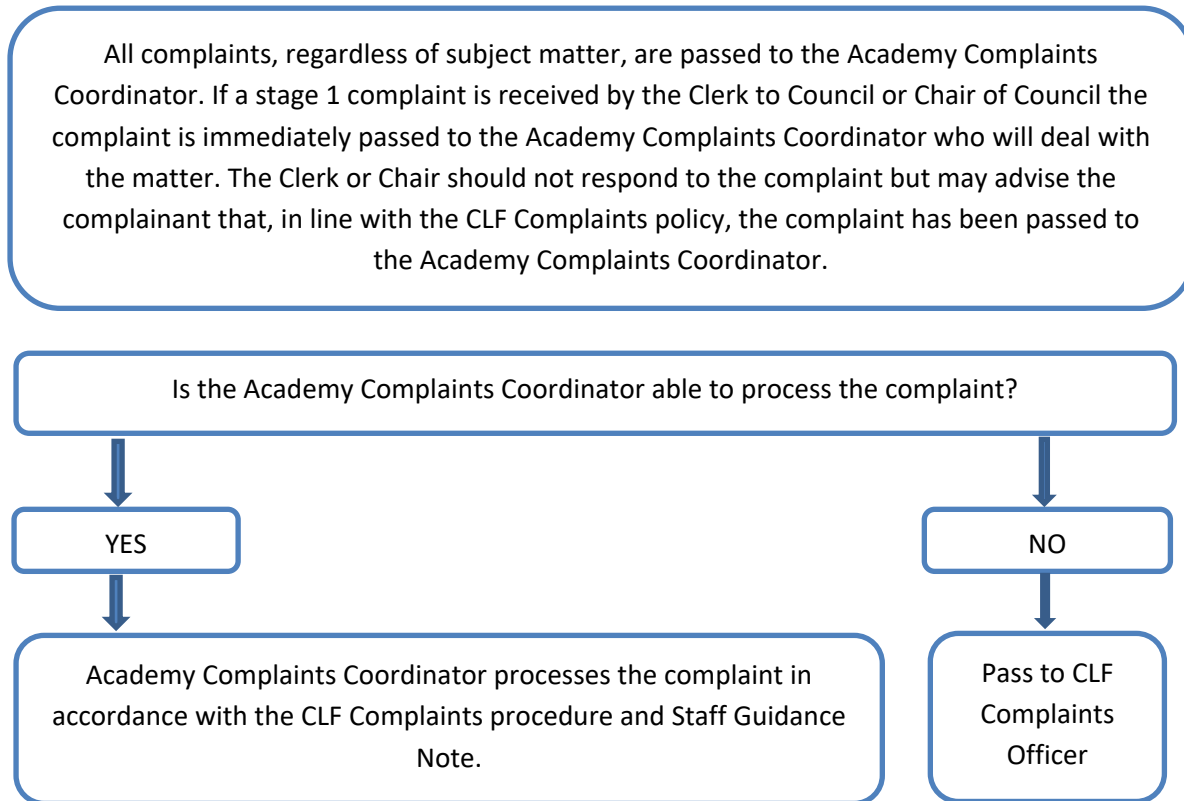 All complaints, regardless of subject matter, are passed to the Academy Complaints
Coordinator. If a stage 1 complaint is received by the Clerk to Council or Chair of Council the
complaint is immediately passed to the Academy Complaints Coordinator who will deal with
the matter. The Clerk or Chair should not respond to the complaint but may advise the
complainant that, in line with the CLF Complaints policy, the complaint has been passed to
the Academy Complaints Coordinator.
Is the Academy Complaints Coordinator able to process the complaint?
YES
NO
Academy Complaints Coordinator processes the complaint in
accordance with the CLF Complaints procedure and Staff Guidance
Note.
Pass to CLF
Complaints
Officer